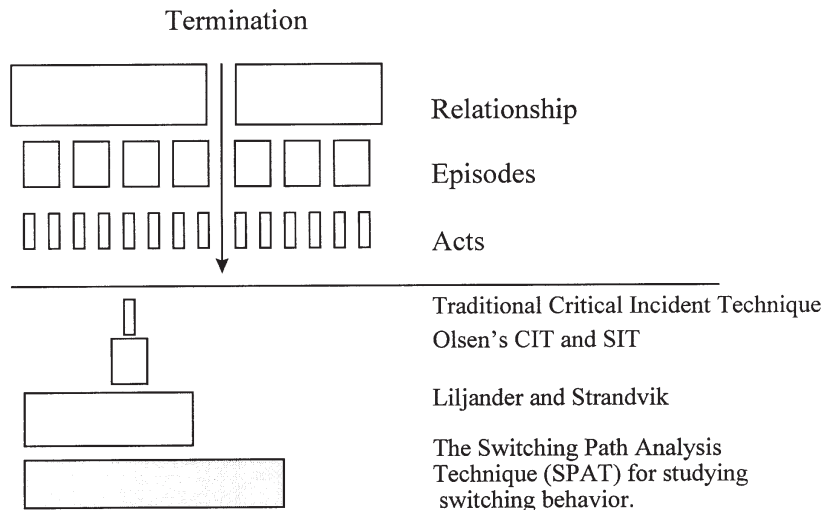 Termination
Relationship
Episodes
Acts
Traditional Critical Incident Technique
Olsen's CIT and SIT
Liljander and Strandvik
The Switching Path Analysis
Technique (SPAT) for studying
switching behavior.